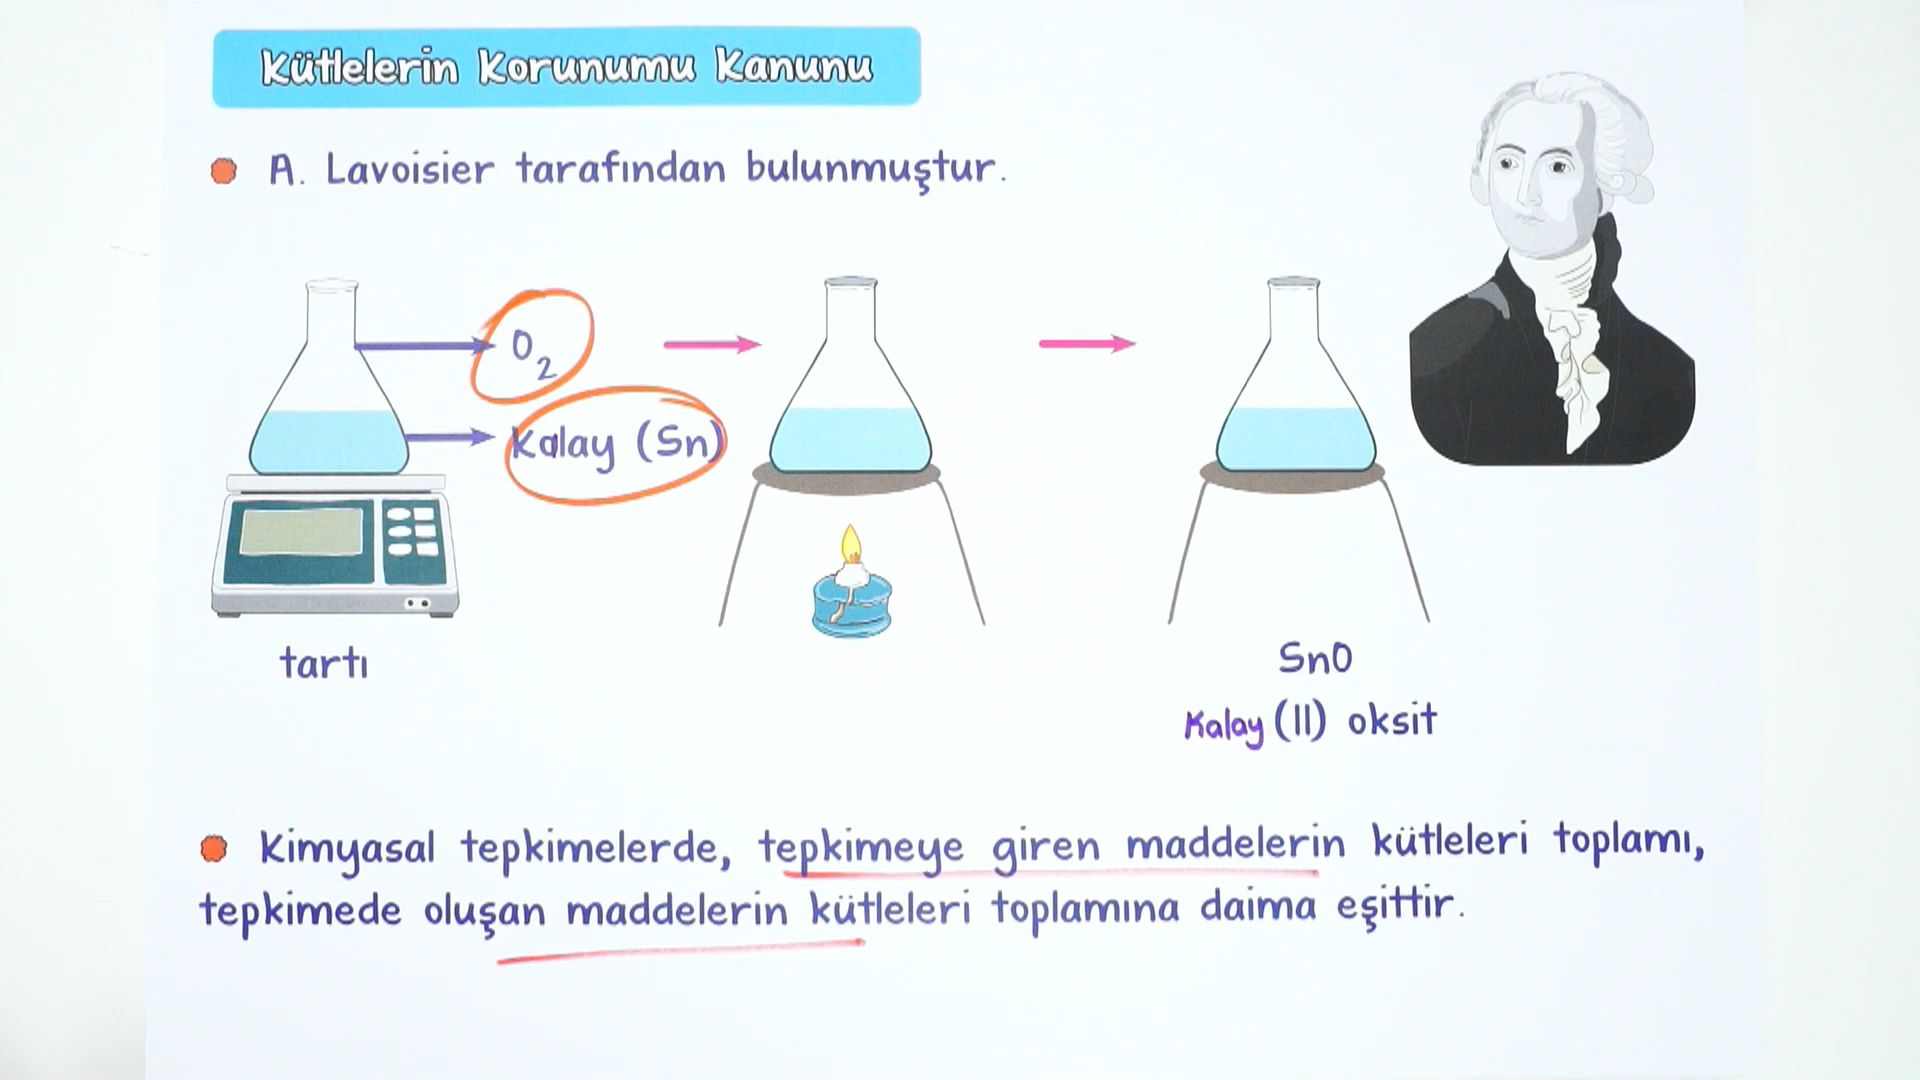 Kütlelerin Korunumu Kanunu
A. Lavoisier tarafından bulunmuştur.
O2
Kalay (Sn)
tartı
SnO
Kalay (II) oksit
Kimyasal tepkimelerde, tepkimeye giren maddelerin kütleleri toplamı,
tepkimede oluşan maddelerin kütleleri toplamına daima eşittir.